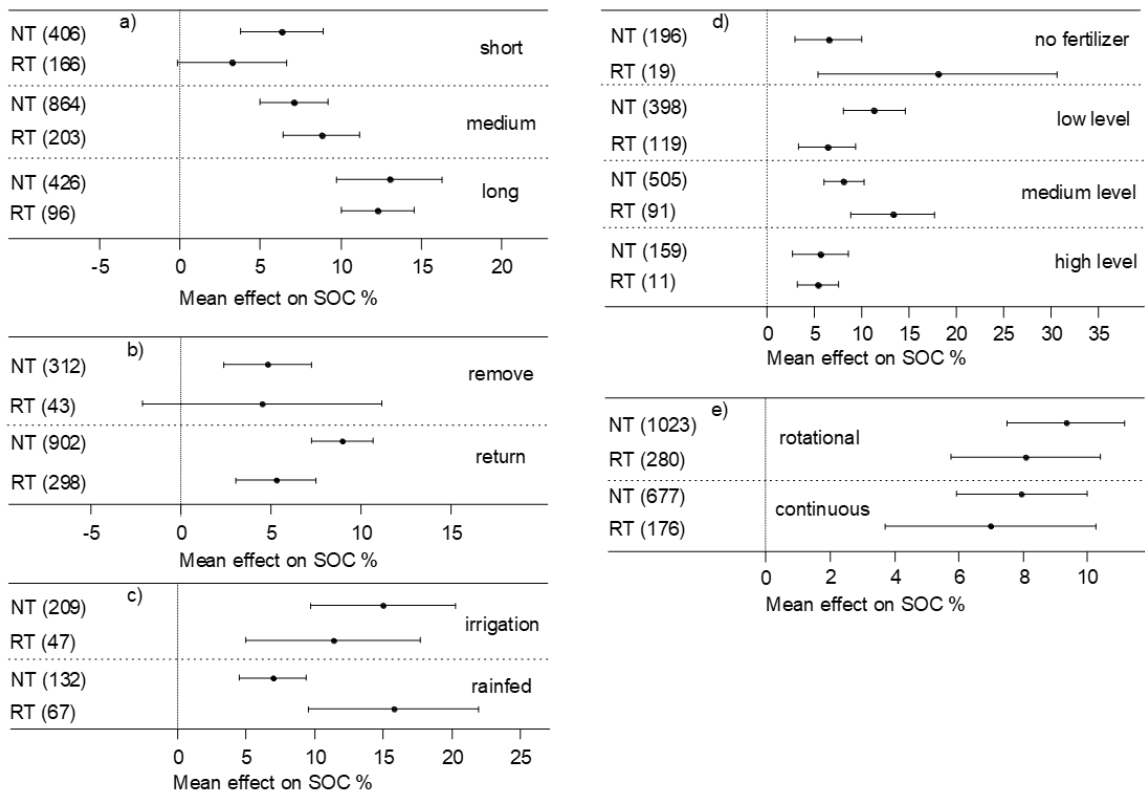 a)
NT (406)
short
RT (166)
NT (864)
medium
RT (203)
NT (426)
long
RT (96)
-5 0 5 10 15 20
Mean effect on SOC %
b)
NT (312)
remove
RT (43)
NT (902)
return
RT (298)
-5 0 5 10 15
Mean effect on SOC %
c)
NT (209)
irrigation
RT (47)
NT (132)
rainfed
RT (67)
0 5 10 15 20 25
Mean effect on SOC %
d)
NT (196)
no fertilizer
RT (19)
NT (398)
low level
RT (119)
NT (505)
medium level
RT (91)
NT (159)
high level
RT (11)
0 5 10 15 20 25 30 35
Mean effect on SOC %
e)
NT (1023)
rotational
RT (280)
NT (677)
continuous
RT (176)
0 2 4 6 8 10
Mean effect on SOC %